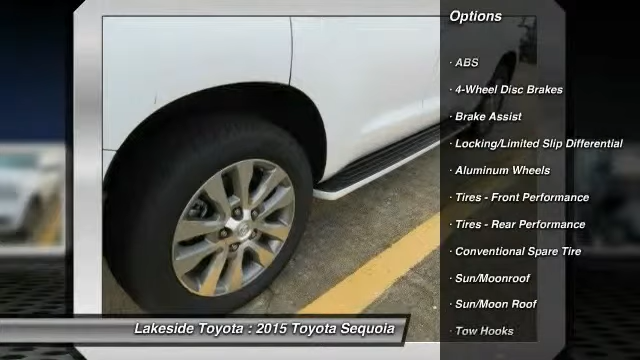 Options
· ABS
· 4-Wheel Disc Brakes
· Brake Assist
· Locking/Limited Slip Differential
· Aluminum Wheels
· Tires - Front Performance
· Tires - Rear Performance
· Conventional Spare Tire
· Sun/Moonroof
· Sun/Moon Roof
· Tow Hooks
Lakeside Toyota : 2015 Toyota Sequoia